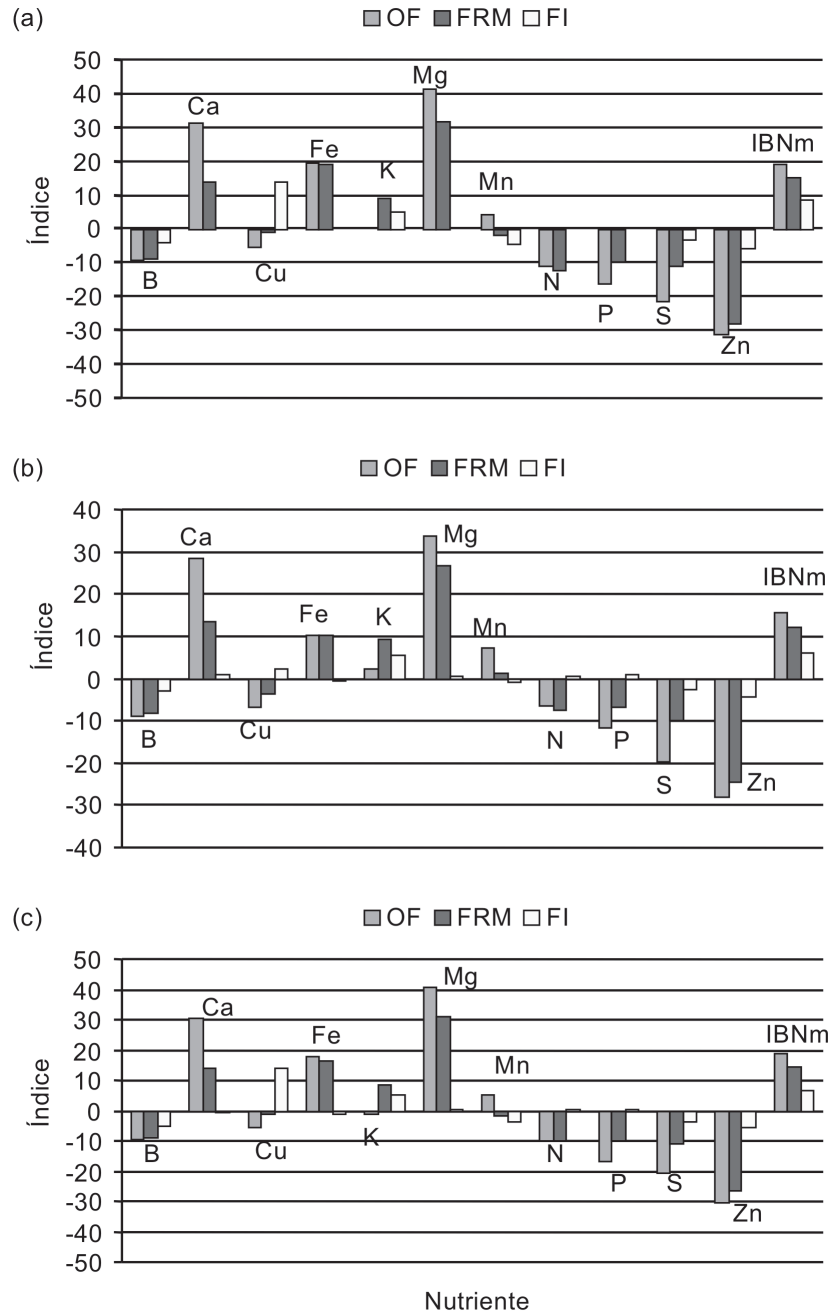 (a)
OF FRM FI
50
40
30
20
10
0
-10
-20
-30
-40
-50
Índice
B
Ca
Cu
Fe
K
Mg
Mn
N
P
S
Zn
IBNm
(b)
OF FRM FI
40
30
20
10
0
-10
-20
-30
-40
Índice
B
Ca
Cu
Fe
K
Mg
Mn
N
P
S
Zn
IBNm
(c)
OF FRM FI
50
40
30
20
10
0
-10
-20
-30
-40
-50
Índice
B
Ca
Cu
Fe
K
Mg
Mn
N
P
S
Zn
IBNm
Nutriente